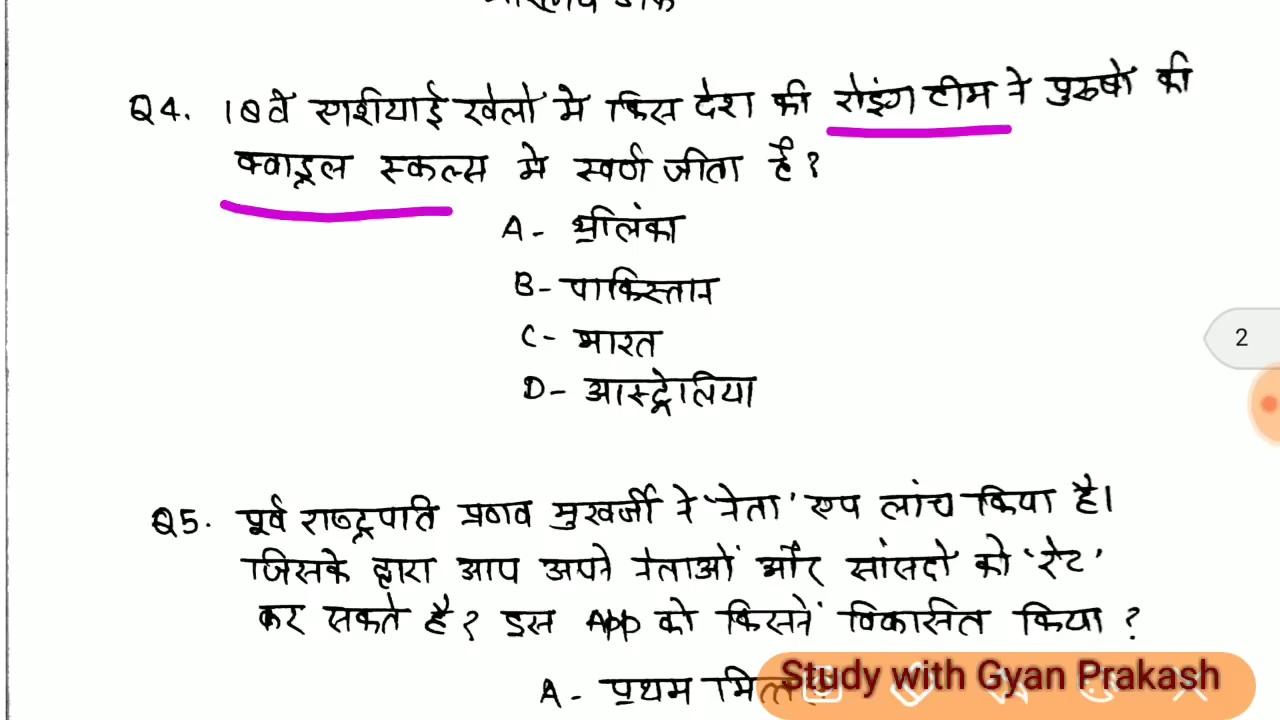 Q4. 18वे एशीयाई खेलो मे किस देश की रोइंग टीम ने पुरुषो की
क्वाड्रल स्कल्स मे स्वर्ण जीता है?
A- श्रीलंका
B- पाकिस्तान
C- भारत
D- आस्ट्रेलिया
2
Q5. पूर्व राष्ट्रपति प्रणव मुखर्जी ने 'नेता' एप लांच किया है।
जिसके द्वारा आप अपने नेताओं और सांसदो को 'रेट'
कर सकते है? इस App को किसनें विकासित किया?
A- प्रथम
Study with Gyan Prakash